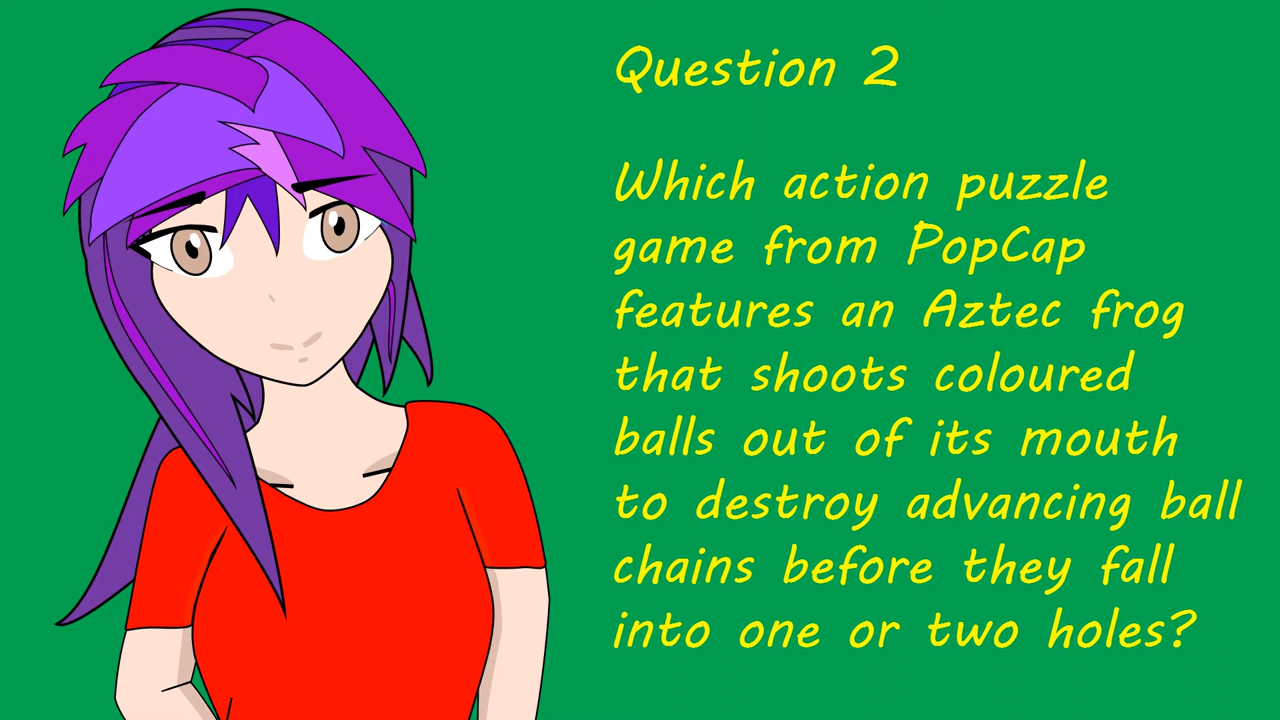 Question 2
Which action puzzle
game from PopCap
features an Aztec frog
that shoots coloured
balls out of its mouth
to destroy advancing ball
chains before they fall
into one or two holes?